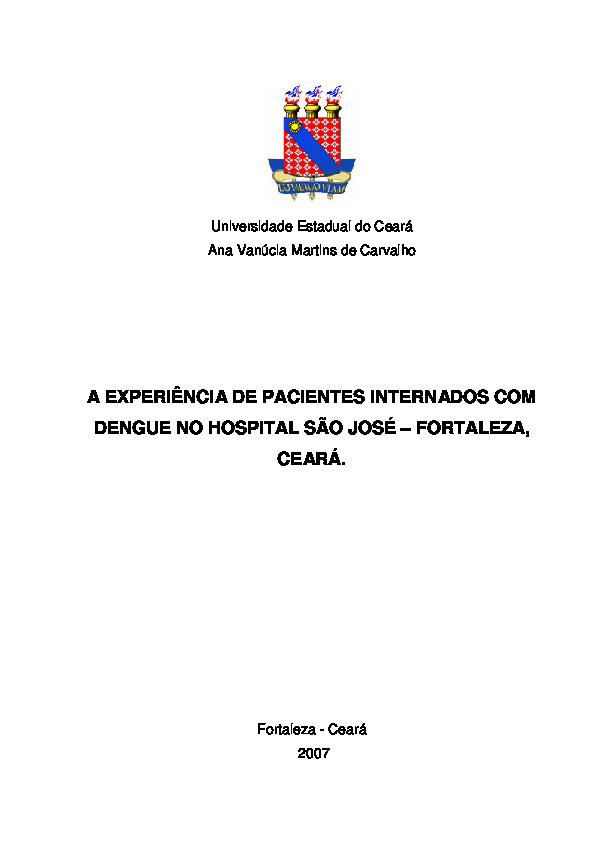 LUMEN AD VIAM
Universidade Estadual do Ceará
Ana Vanúcia Martins de Carvalho
A EXPERIÊNCIA DE PACIENTES INTERNADOS COM
DENGUE NO HOSPITAL SÃO JOSÉ – FORTALEZA,
CEARÁ.
Fortaleza - Ceará
2007